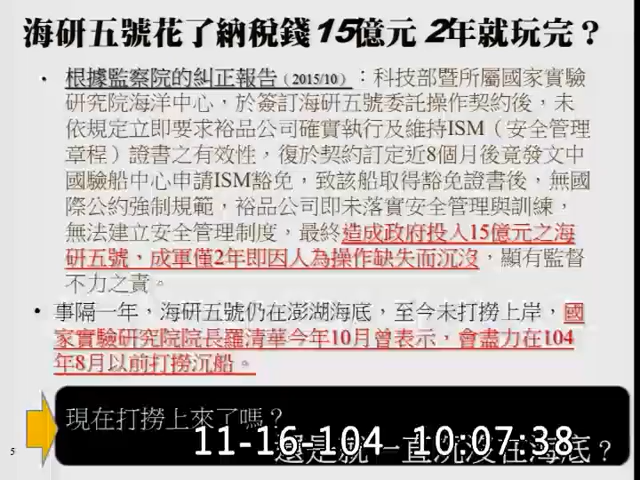 海研五號花了納稅錢15億元 2年就玩完？
• 根據監察院的糾正報告（2015/10）：科技部暨所屬國家實驗
研究院海洋中心，於簽訂海研五號委託操作契約後，未
依規定立即要求裕品公司確實執行及維持ISM（安全管理
章程）證書之有效性，復於契約訂定近8個月後竟發文中
國驗船中心申請ISM豁免，致該船取得豁免證書後，無國
際公約強制規範，裕品公司即未落實安全管理與訓練，
無法建立安全管理制度，最終造成政府投入15億元之海
研五號，成軍僅2年即因人為操作缺失而沉沒，顯有監督
不力之責。
• 事隔一年，海研五號仍在澎湖海底，至今未打撈上岸，國
家實驗研究院院長羅清華今年10月曾表示，會盡力在104
年8月以前打撈沉船。
現在打撈上來了嗎？
還是就一直沉沒在海底？
11-16-104 10:07:38
5